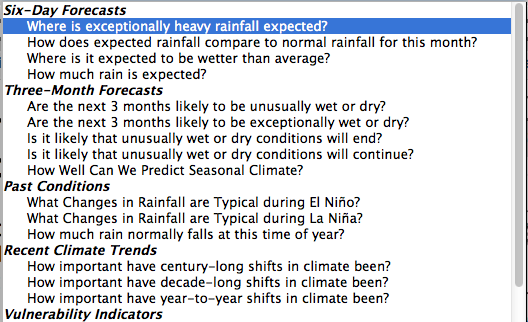 Six-Day Forecasts
Where is exceptionally heavy rainfall expected?
How does expected rainfall compare to normal rainfall for this month?
Where is it expected to be wetter than average?
How much rain is expected?
Three-Month Forecasts
Are the next 3 months likely to be unusually wet or dry?
Are the next 3 months likely to be exceptionally wet or dry?
Is it likely that unusually wet or dry conditions will end?
Is it likely that unusually wet or dry conditions will continue?
How Well Can We Predict Seasonal Climate?
Past Conditions
What Changes in Rainfall are Typical during El Niño?
What Changes in Rainfall are Typical during La Niña?
How much rain normally falls at this time of year?
Recent Climate Trends
How important have century-long shifts in climate been?
How important have decade-long shifts in climate been?
How important have year-to-year shifts in climate been?
Vulnerability Indicators